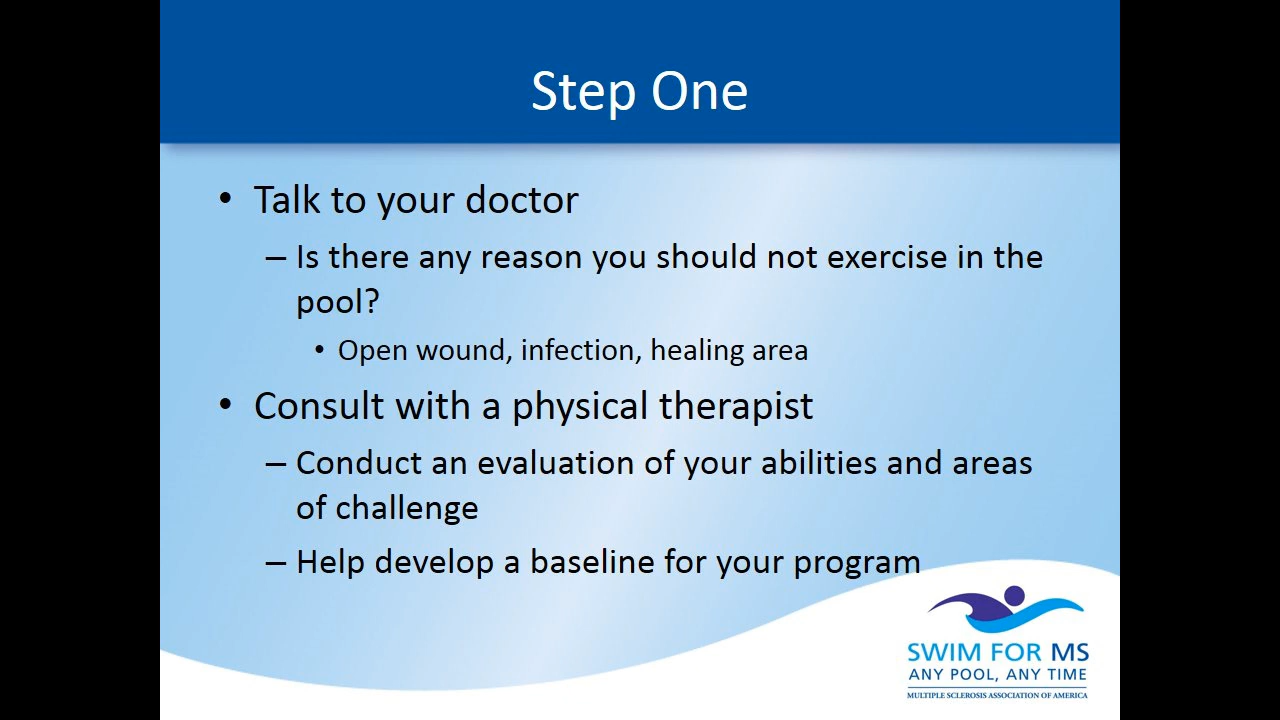 Step One
• Talk to your doctor
– Is there any reason you should not exercise in the
pool?
• Open wound, infection, healing area
• Consult with a physical therapist
– Conduct an evaluation of your abilities and areas
of challenge
– Help develop a baseline for your program
SWIM FOR MS
ANY POOL, ANY TIME
MULTIPLE SCLEROSIS ASSOCIATION OF AMERICA